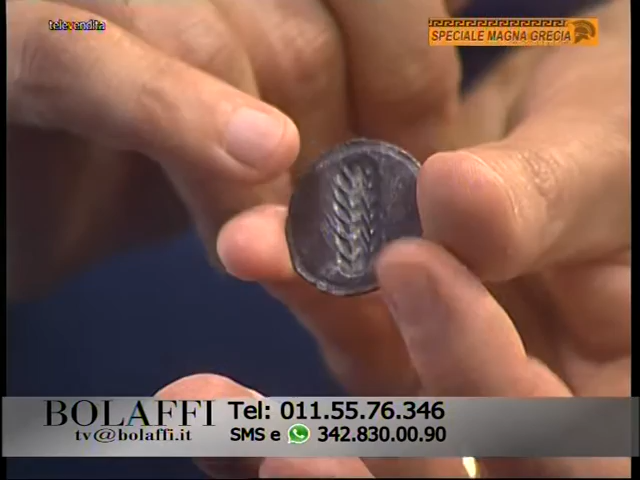 televendita
SPECIALE MAGNA GRECIA
BOLAFFI
tv@bolaffi.it
Tel: 011.55.76.346
SMS e 342.830.00.90